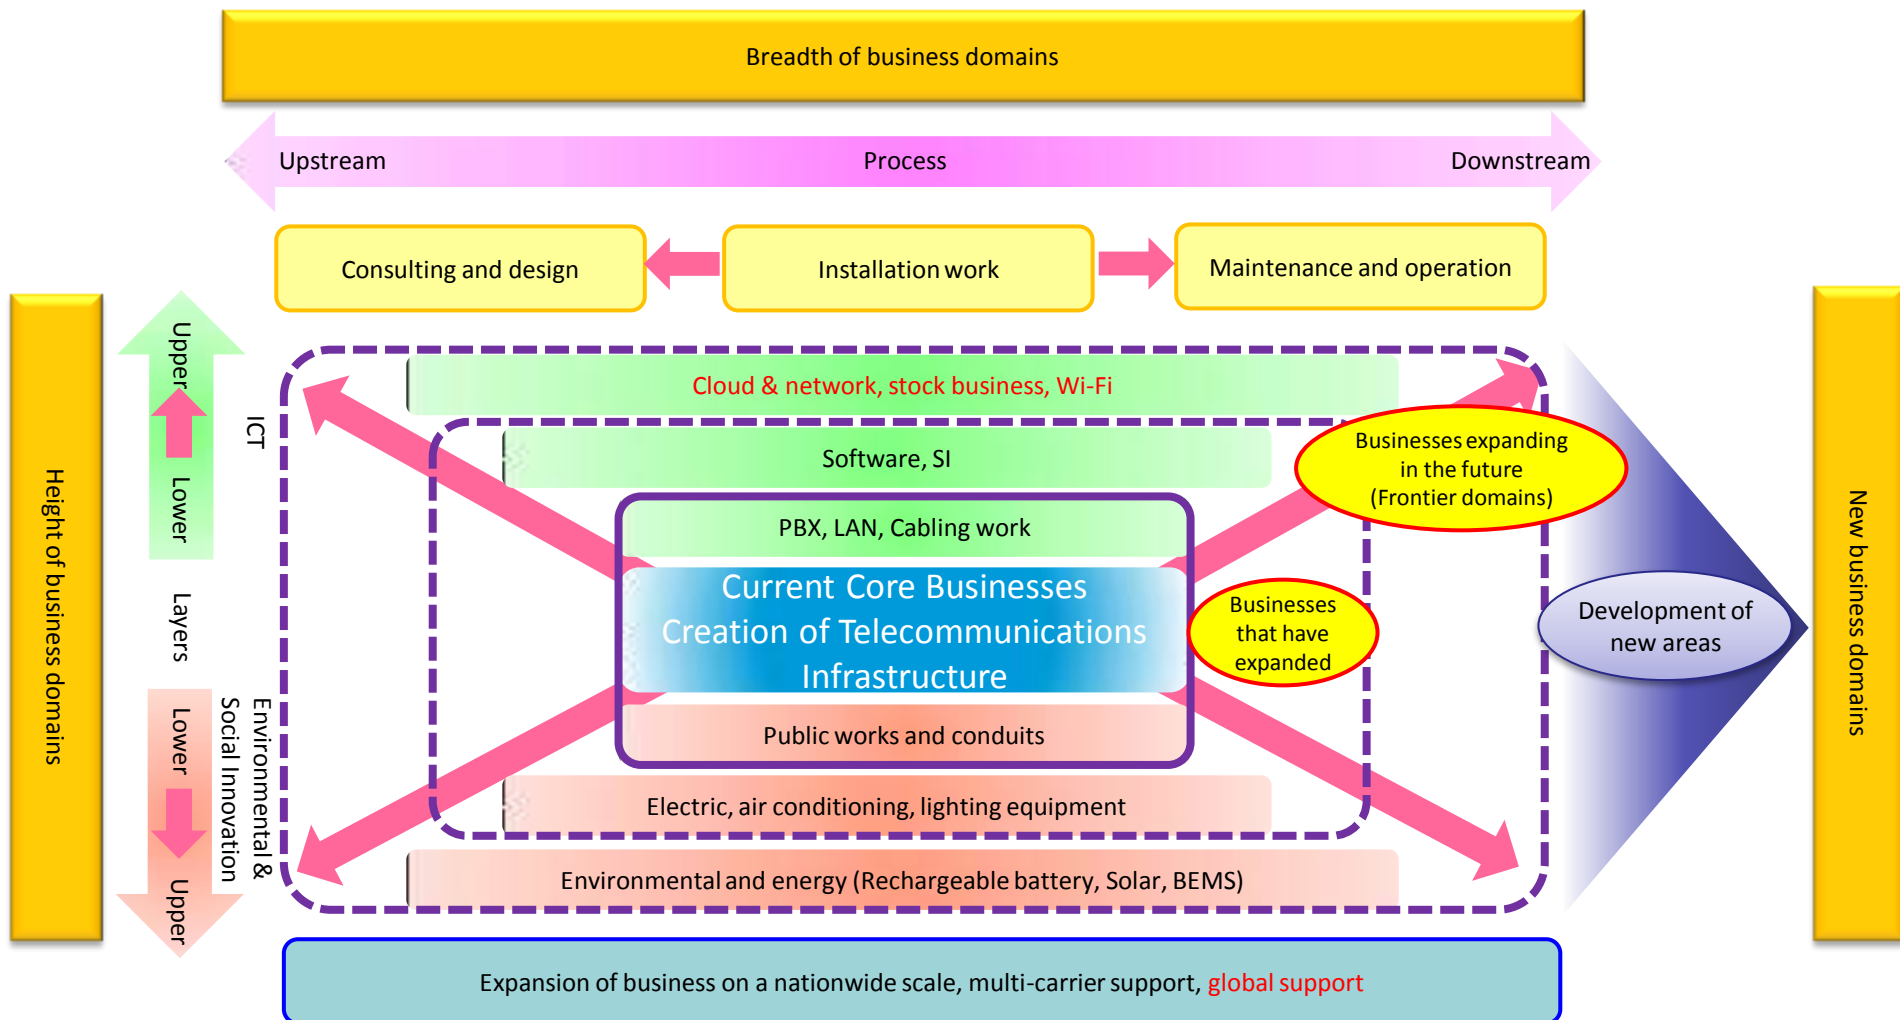 Breadth of business domains
Upstream
Process
Downstream
Consulting and design
Installation work
Maintenance and operation
Height of business domains
Upper
Lower
ICT
Layers
Lower
Upper
Environmental &
Social Innovation
Cloud & network, stock business, Wi-Fi
Software, SI
PBX, LAN, Cabling work
Current Core Businesses
Creation of Telecommunications
Infrastructure
Public works and conduits
Electric, air conditioning, lighting equipment
Environmental and energy (Rechargeable battery, Solar, BEMS)
Businesses expanding
in the future
(Frontier domains)
Businesses
that have
expanded
Development of
new areas
New business domains
Expansion of business on a nationwide scale, multi-carrier support, global support